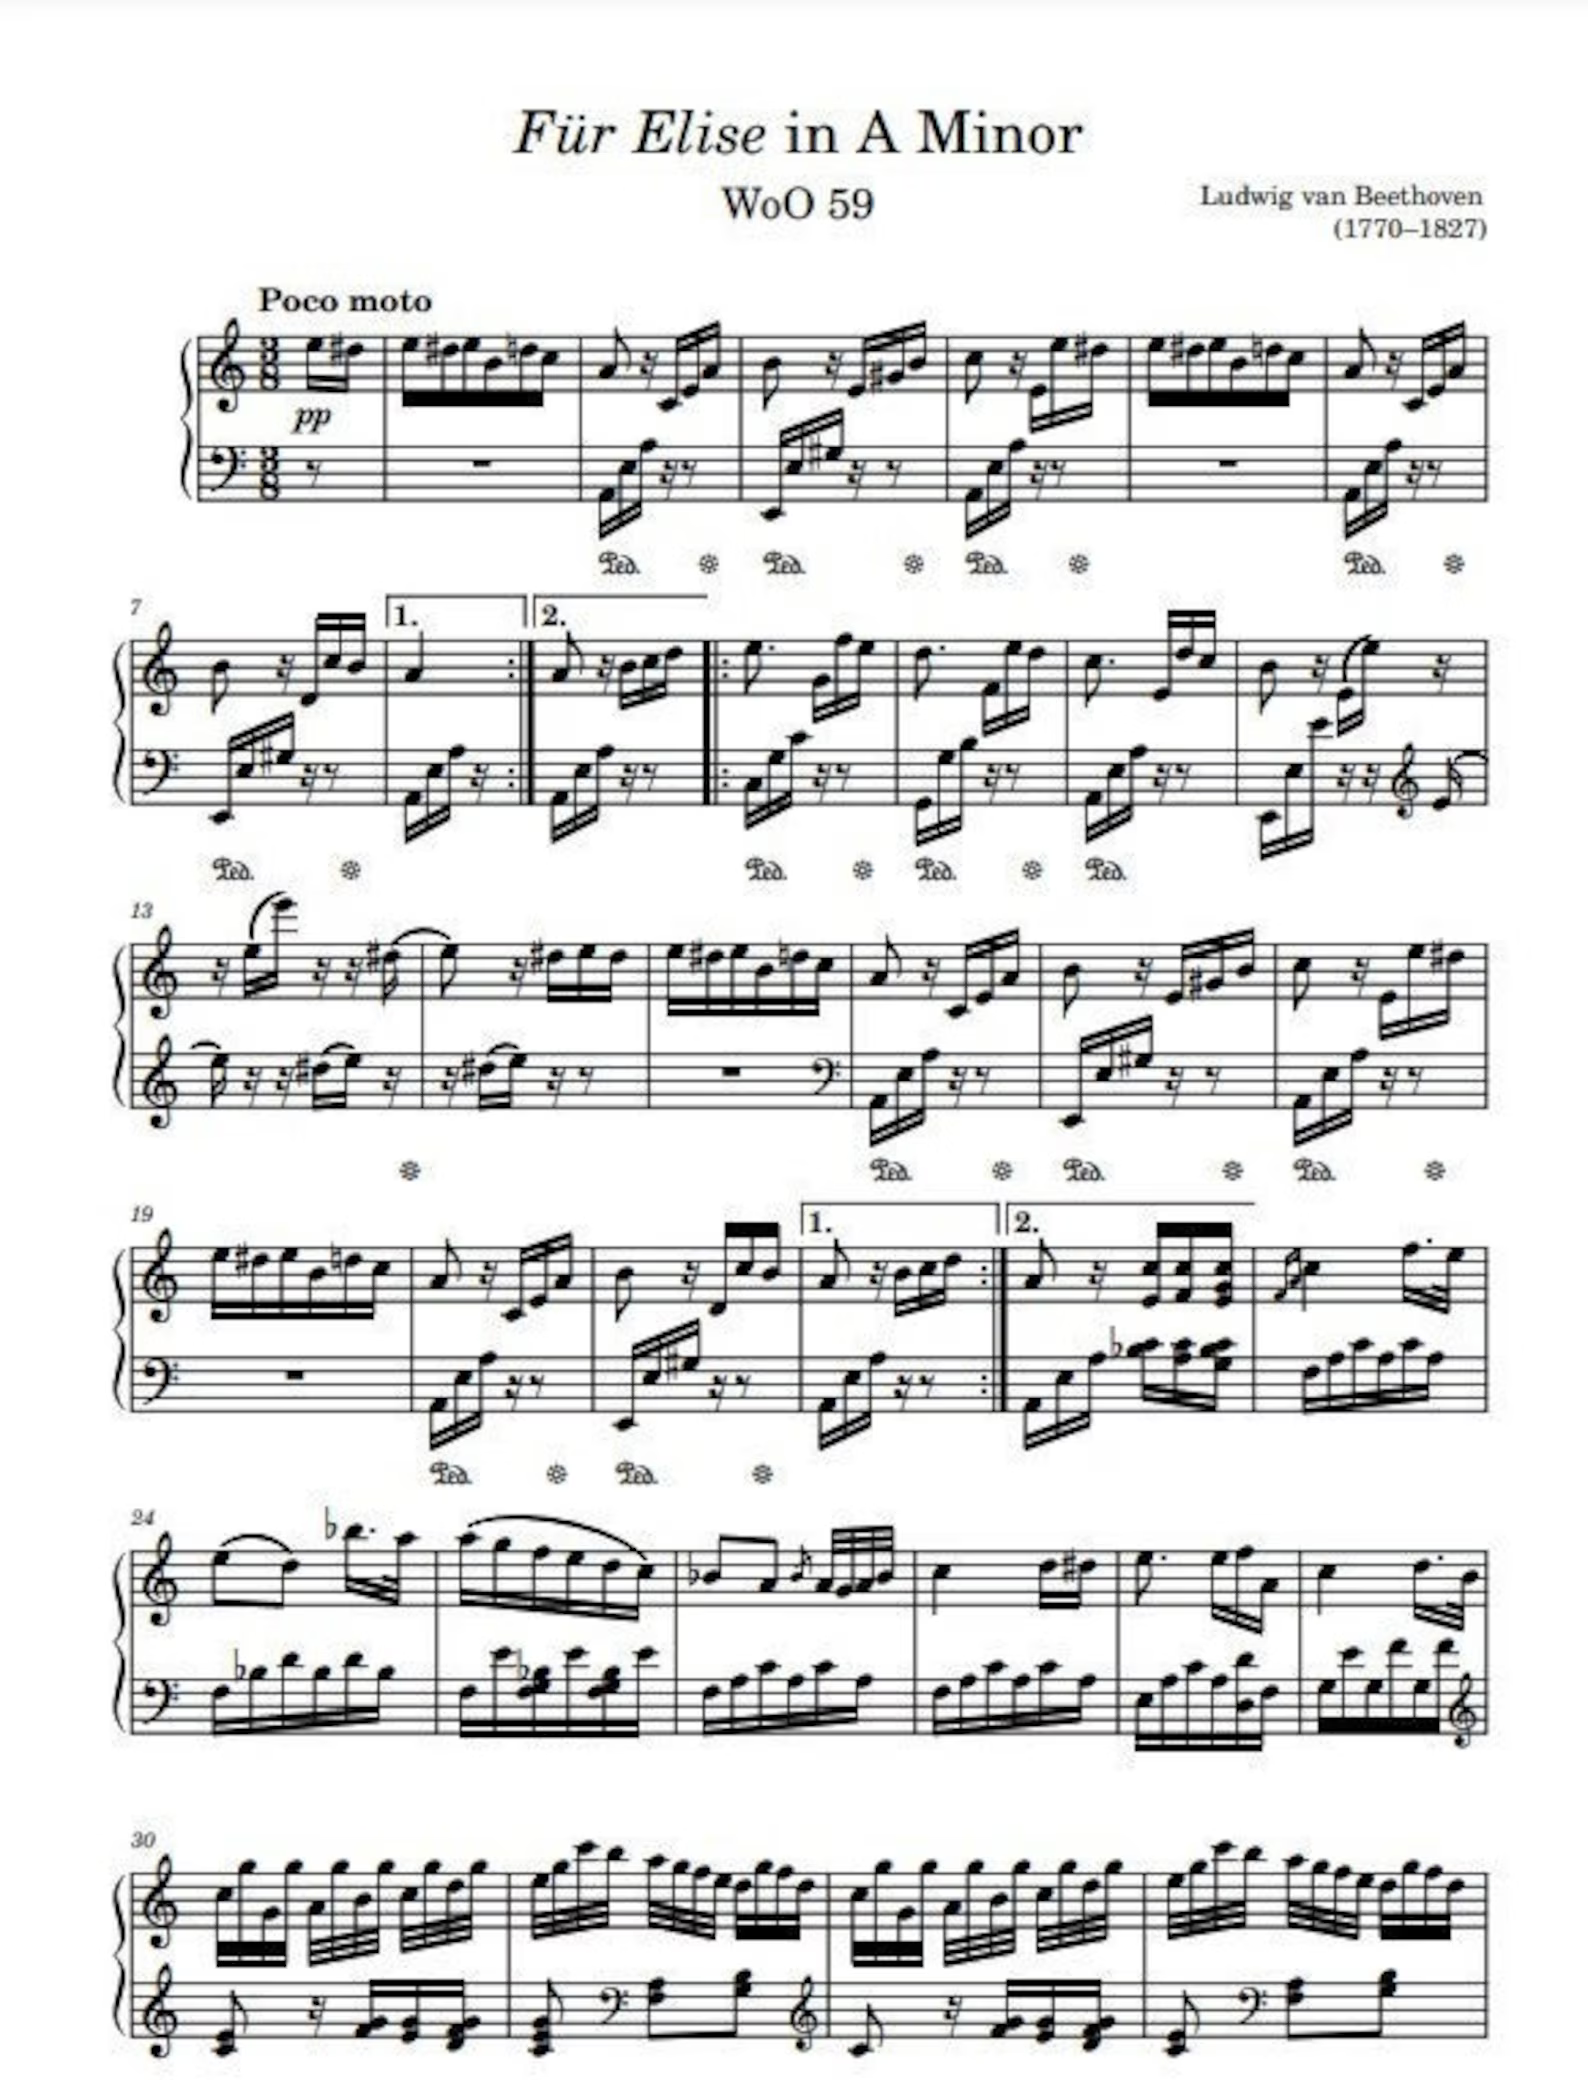 Für Elise in A Minor
WoO 59
Ludwig van Beethoven
(1770–1827)
Poco moto
3
8
pp
3
8
Ped. Ped. Ped. Ped.
7
1. 2.
Ped. Ped. Ped. Ped.
13
Ped. Ped. Ped.
19
1. 2.
Ped. Ped.
24
30